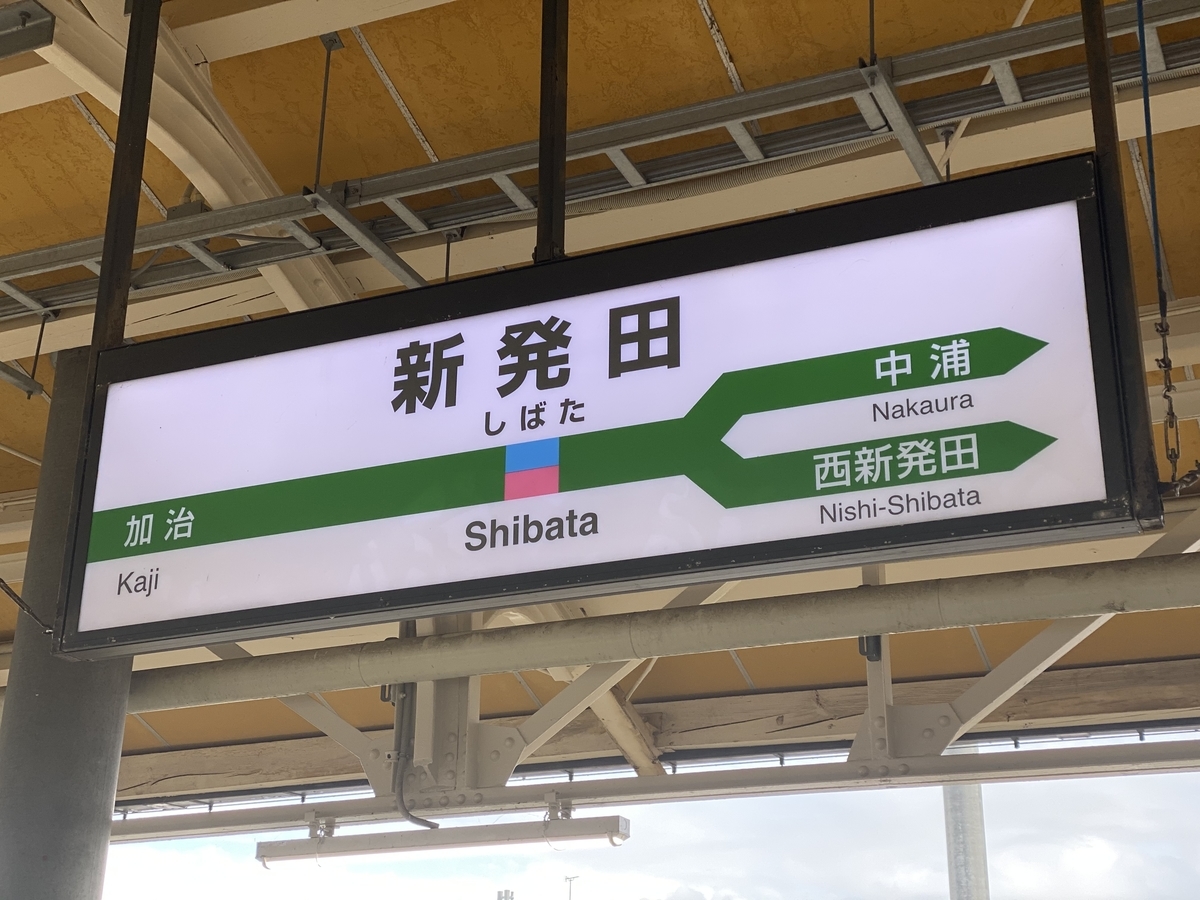 新発田
しばた
Shibata
加治
Kaji
中浦
Nakaura
西新発田
Nishi-Shibata